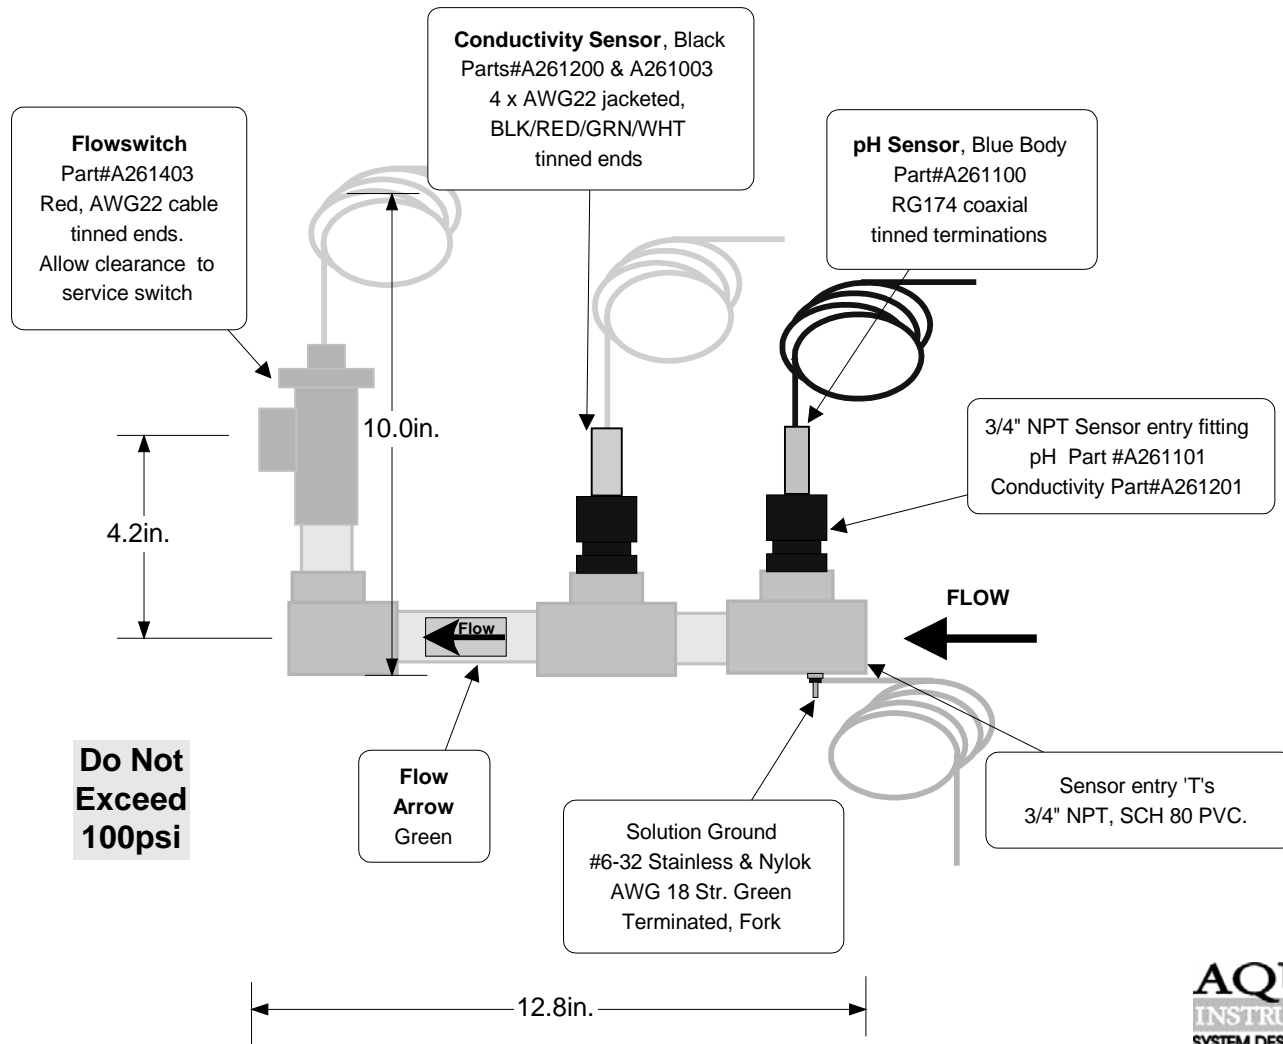 Conductivity Sensor, Black
Parts#A261200 & A261003
4 x AWG22 jacketed,
BLK/RED/GRN/WHT
tinned ends
Flowswitch
Part#A261403
Red, AWG22 cable
tinned ends.
Allow clearance to
service switch
pH Sensor, Blue Body
Part#A261100
RG174 coaxial
tinned terminations
10.0in.
3/4" NPT Sensor entry fitting
pH Part #A261101
Conductivity Part#A261201
4.2in.
FLOW
Flow
Do Not
Exceed
100psi
Flow
Arrow
Green
Solution Ground
#6-32 Stainless & Nylok
AWG 18 Str. Green
Terminated, Fork
Sensor entry 'T's
3/4" NPT, SCH 80 PVC.
12.8in.
SYSTEM